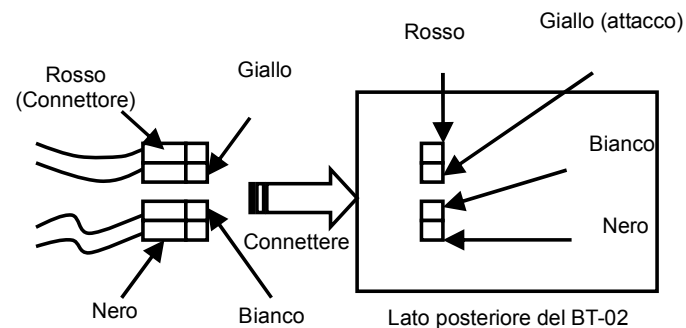 Rosso
(Connettore)
Giallo
Nero
Bianco
Connettere
Rosso
Giallo (attacco)
Bianco
Nero
Lato posteriore del BT-02